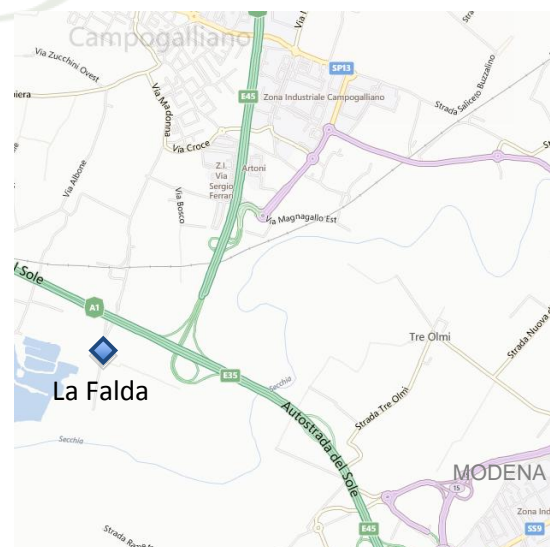 Campogalliano
Via Zucchini Ovest
SP13
Via Madonna
E45
Zona Industriale Campogalliano
Strada Saliceto Buzzalino
Via Croce
Z.I.
Via
Sergio
Ferrari
Artoni
Via Albone
Via Bosco
Via Magnagallo Est
A1
Tre Olmi
La Falda
E35
Secchia
Autostrada del Sole
Strada Tre Olmi
Secchia
MODENA
15
E45
SS9